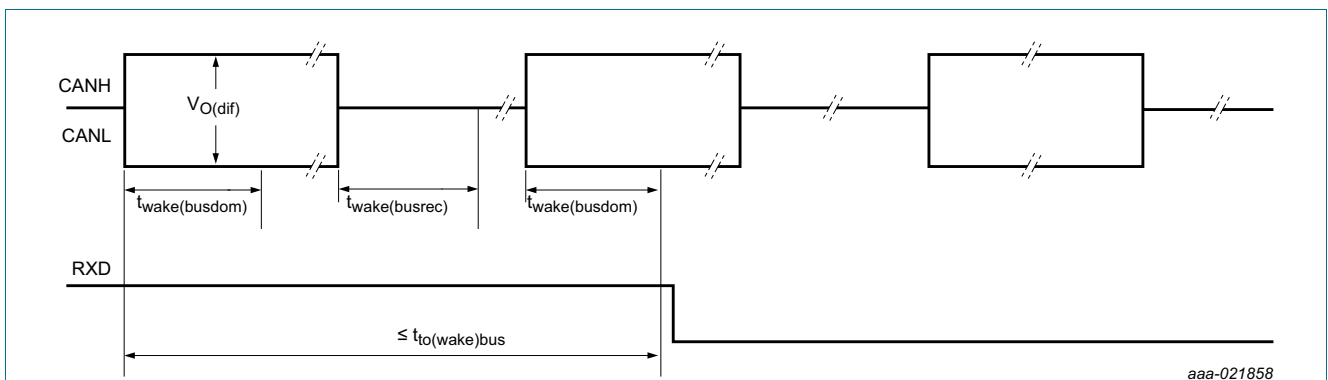 CANH
V_O(dif)
CANL
t_wake(busdom)
t_wake(busrec)
t_wake(busdom)
RXD
≤ t_to(wake)bus
aaa-021858